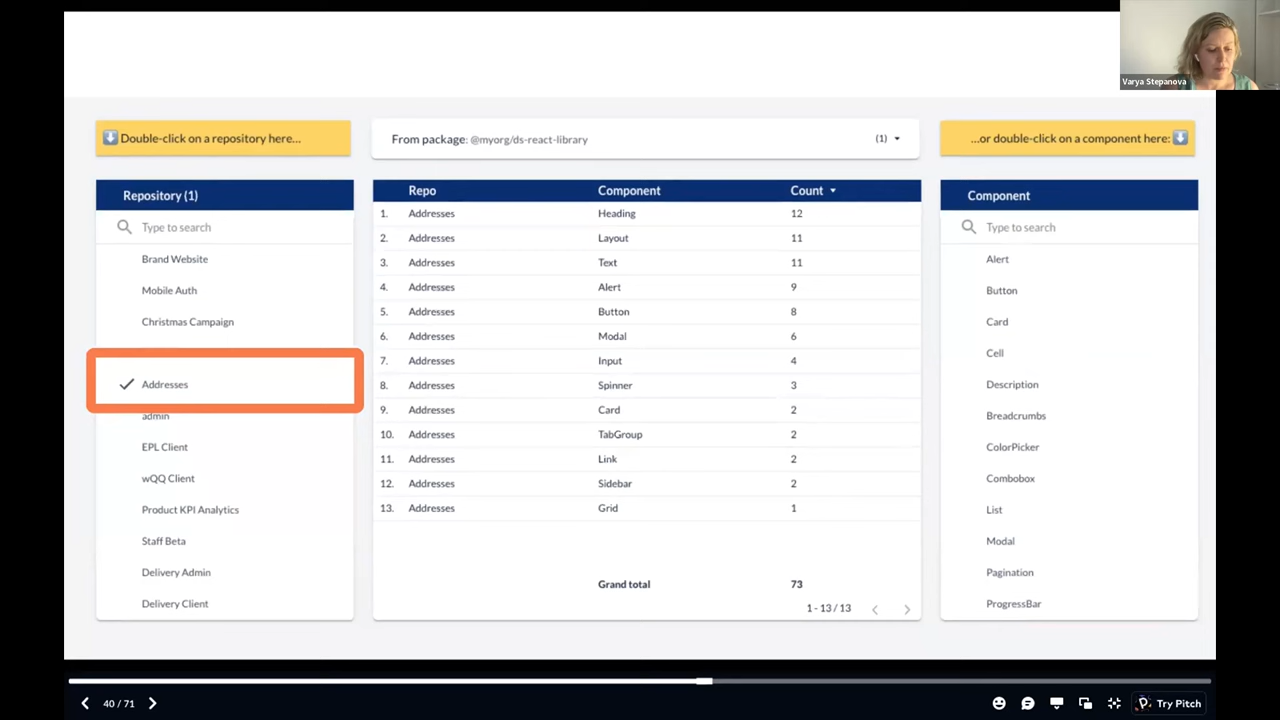 Varya Stepanova
Double-click on a repository here...
From package: @myorg/ds-react-library
(1)
...or double-click on a component here:
Repository (1)
Type to search
Brand Website
Mobile Auth
Christmas Campaign
Addresses
admin
EPL Client
wQQ Client
Product KPI Analytics
Staff Beta
Delivery Admin
Delivery Client
Repo Component Count
1. Addresses Heading 12
2. Addresses Layout 11
3. Addresses Text 11
4. Addresses Alert 9
5. Addresses Button 8
6. Addresses Modal 6
7. Addresses Input 4
8. Addresses Spinner 3
9. Addresses Card 2
10. Addresses TabGroup 2
11. Addresses Link 2
12. Addresses Sidebar 2
13. Addresses Grid 1
Grand total 73
1 - 13 / 13
Component
Type to search
Alert
Button
Card
Cell
Description
Breadcrumbs
ColorPicker
Combobox
List
Modal
Pagination
ProgressBar
40 / 71
Try Pitch